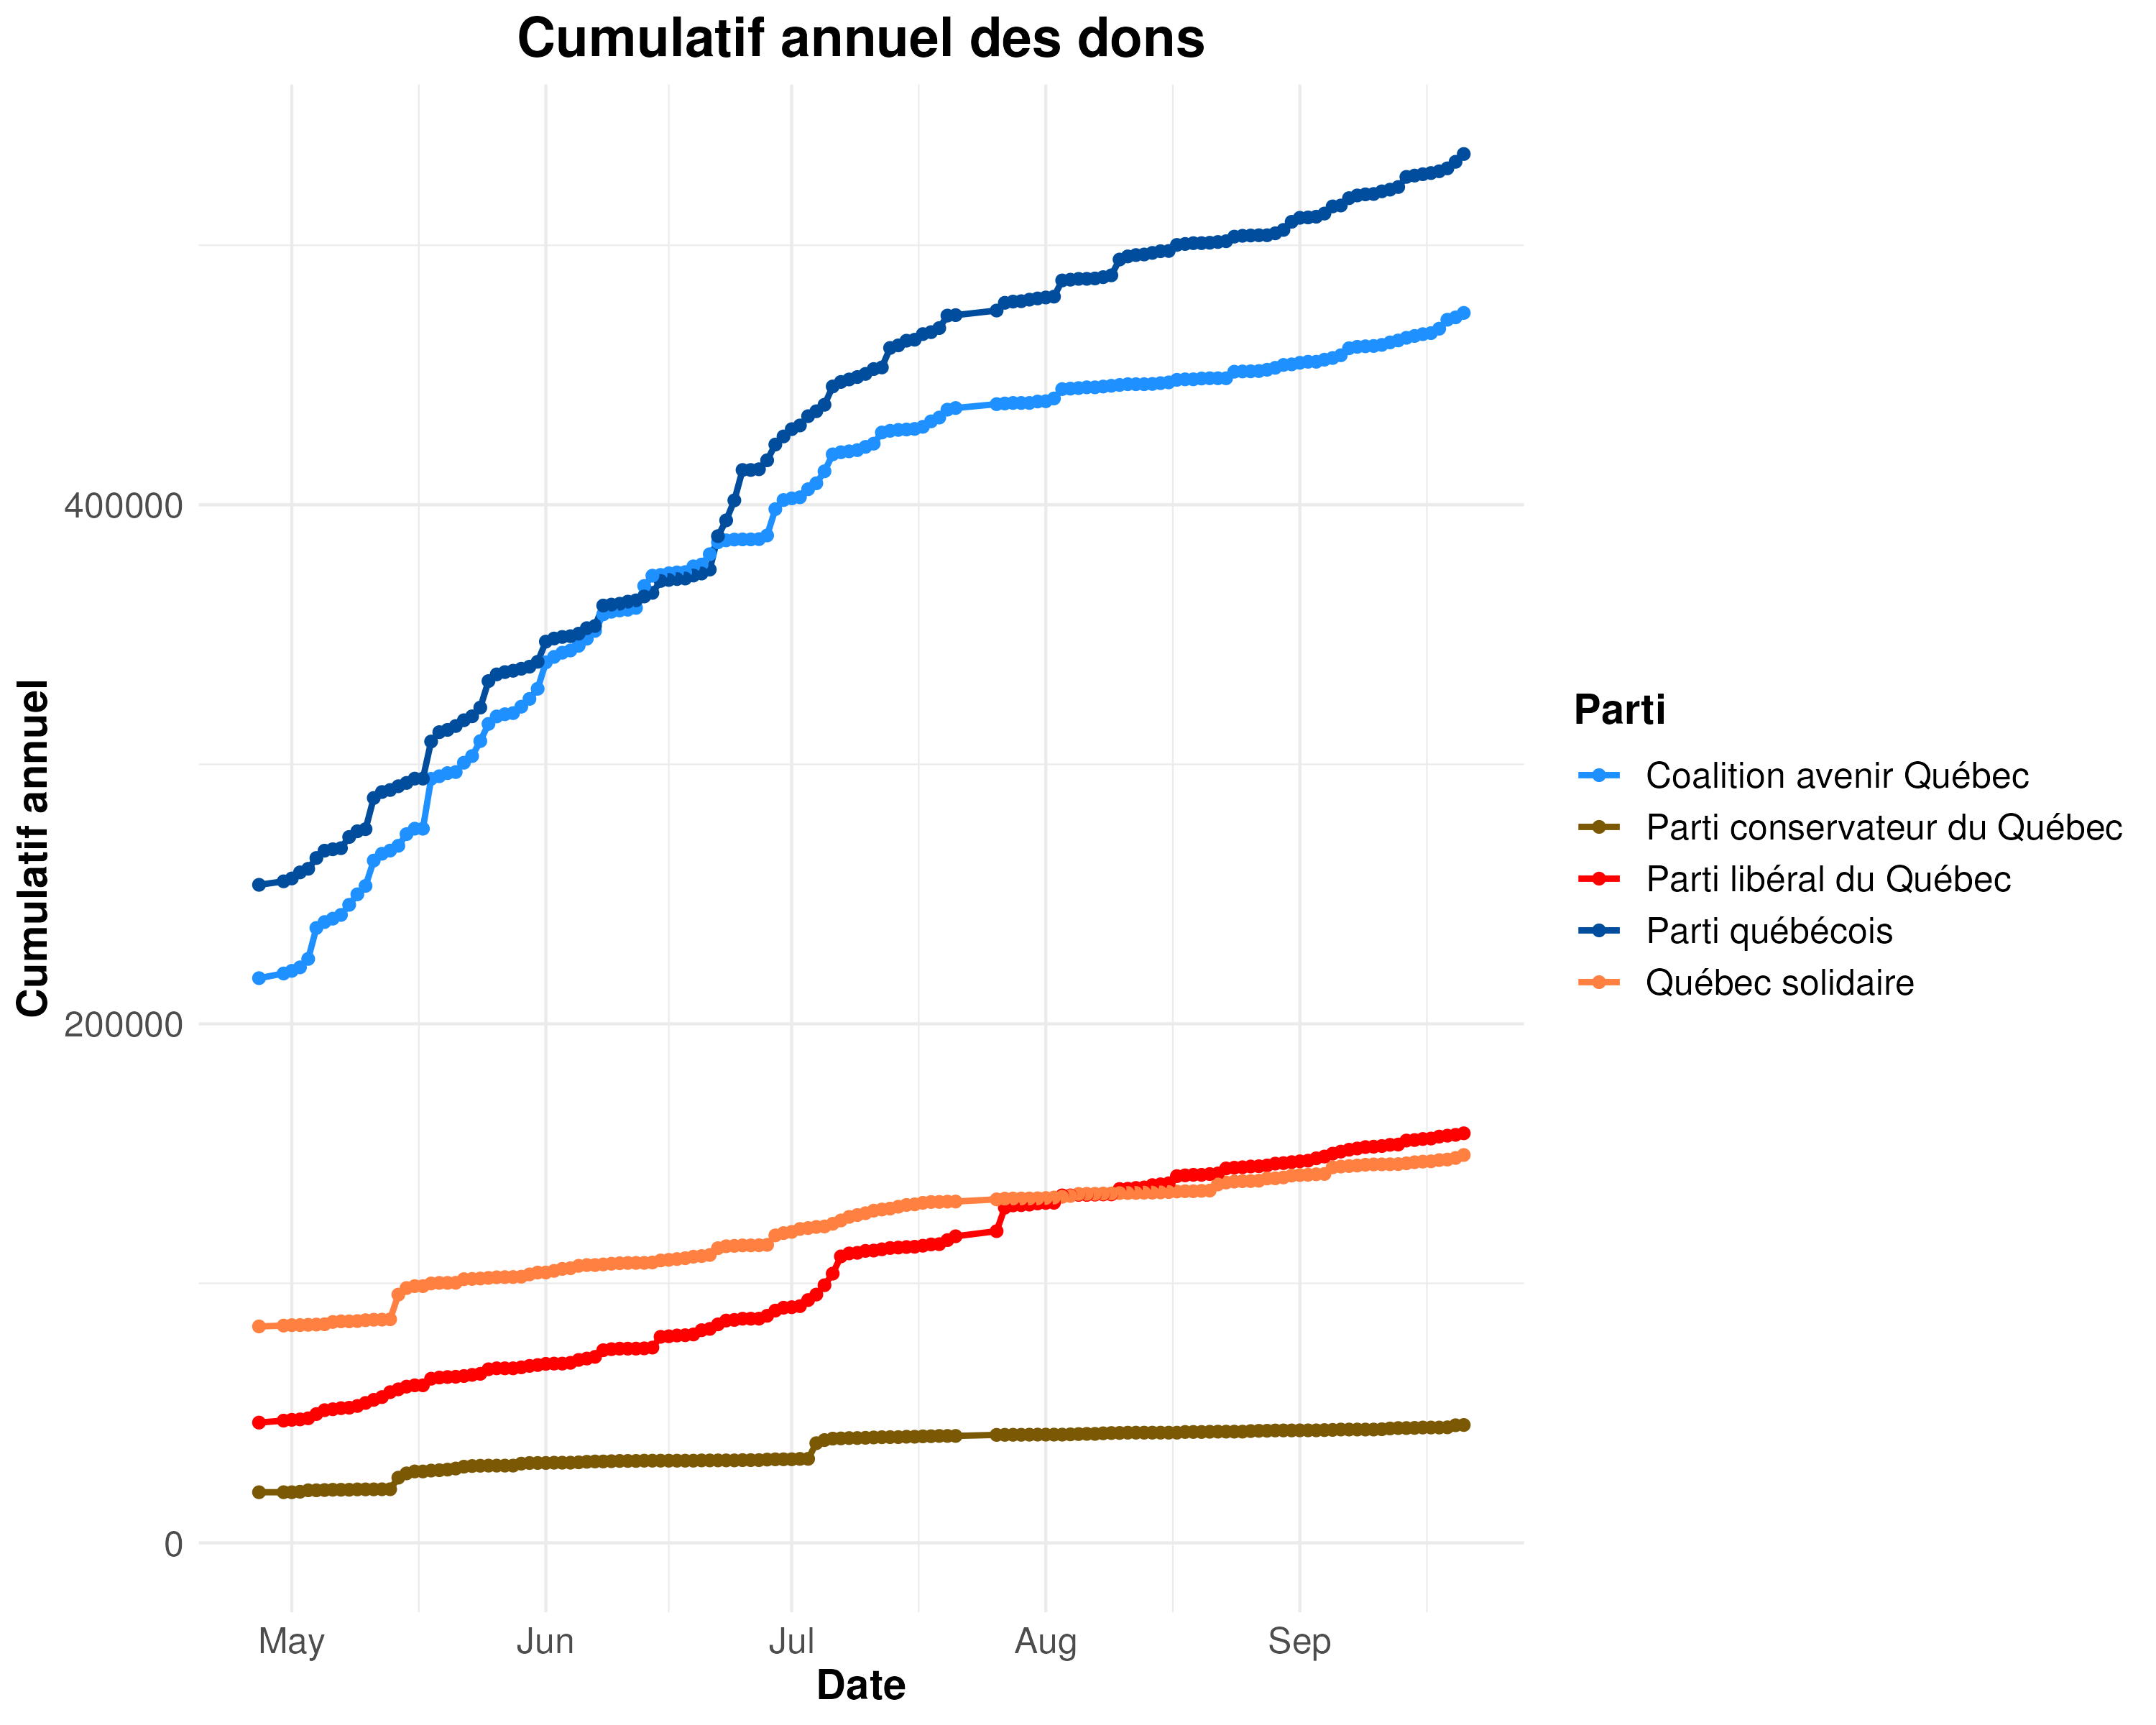 Cumulatif annuel des dons
Cumulatif annuel
400000
200000
0
May
Jun
Jul
Aug
Sep
Date
Parti
Coalition avenir Québec
Parti conservateur du Québec
Parti libéral du Québec
Parti québécois
Québec solidaire